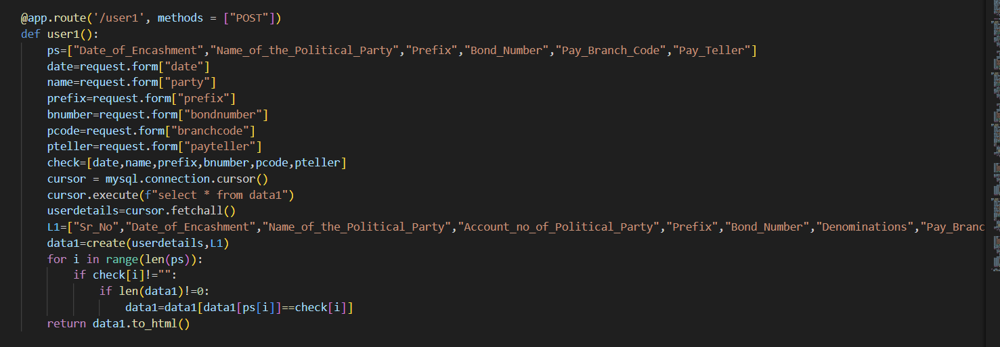 @app.route('/user1', methods = ["POST"])
def user1():
    ps=["Date_of_Encashment","Name_of_the_Political_Party","Prefix","Bond_Number","Pay_Branch_Code","Pay_Teller"]
    date=request.form["date"]
    name=request.form["party"]
    prefix=request.form["prefix"]
    bnumber=request.form["bondnumber"]
    pcode=request.form["branchcode"]
    pteller=request.form["payteller"]
    check=[date,name,prefix,bnumber,pcode,pteller]
    cursor = mysql.connection.cursor()
    cursor.execute(f"select * from data1")
    userdetails=cursor.fetchall()
    L1=["Sr_No","Date_of_Encashment","Name_of_the_Political_Party","Account_no_of_Political_Party","Prefix","Bond_Number","Denominations","Pay_Branc
    data1=create(userdetails,L1)
    for i in range(len(ps)):
        if check[i]!="":
            if len(data1)!=0:
                data1=data1[data1[ps[i]]==check[i]]
    return data1.to_html()